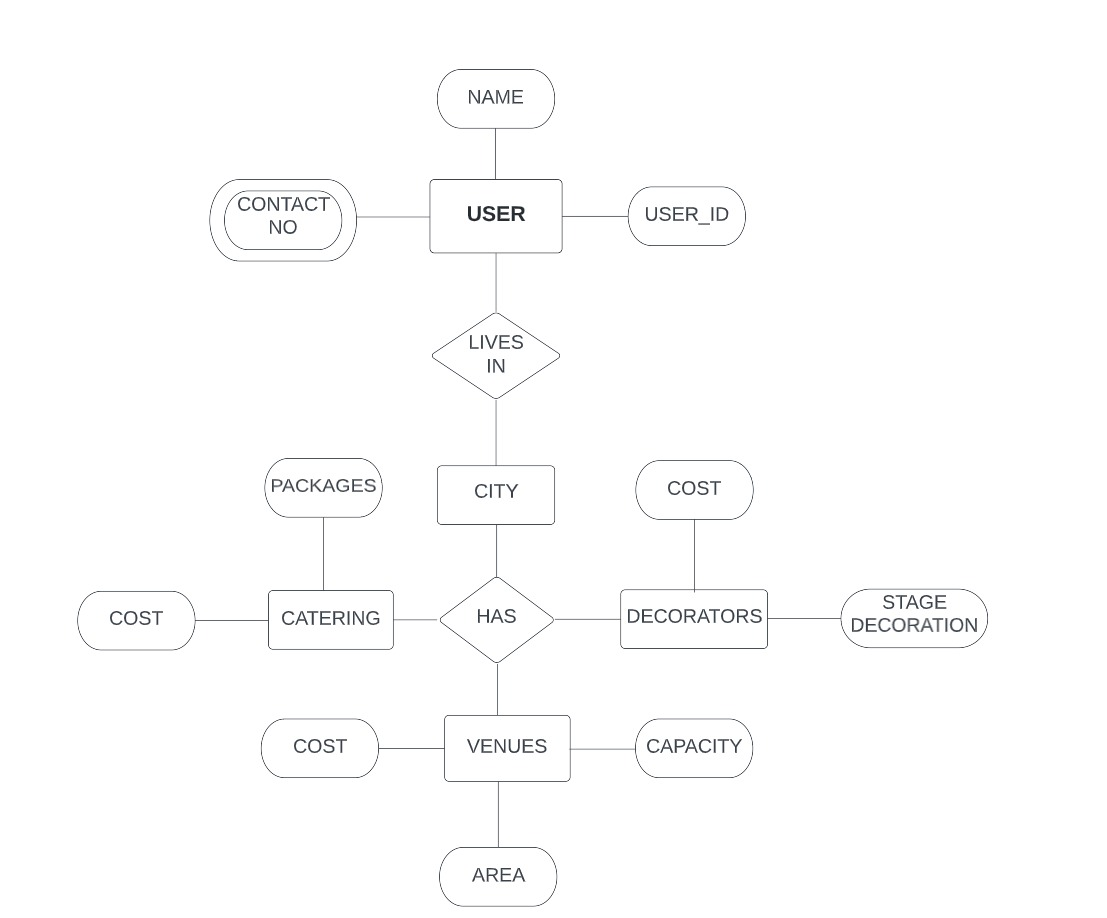 NAME
CONTACT
NO
USER
USER_ID
LIVES
IN
PACKAGES
CITY
COST
COST
CATERING
HAS
DECORATORS
STAGE
DECORATION
COST
VENUES
CAPACITY
AREA